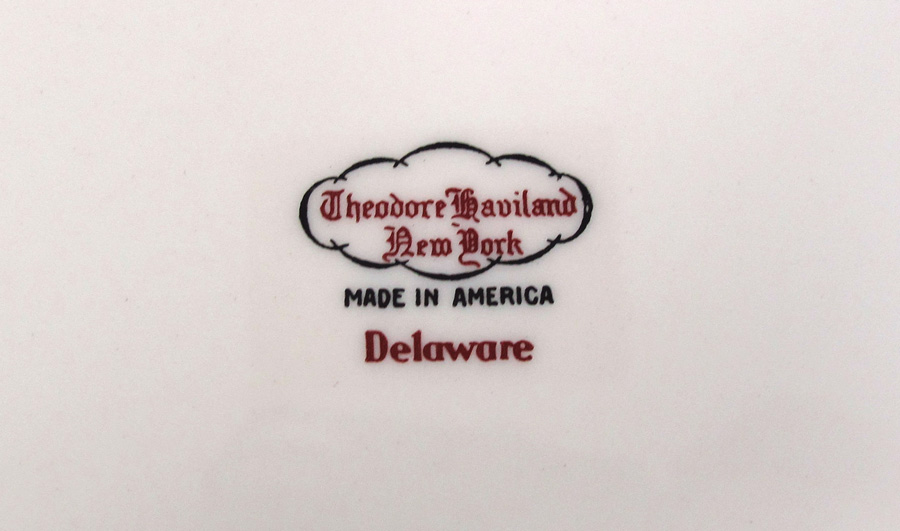 Theodore Haviland
New York
MADE IN AMERICA
Delaware